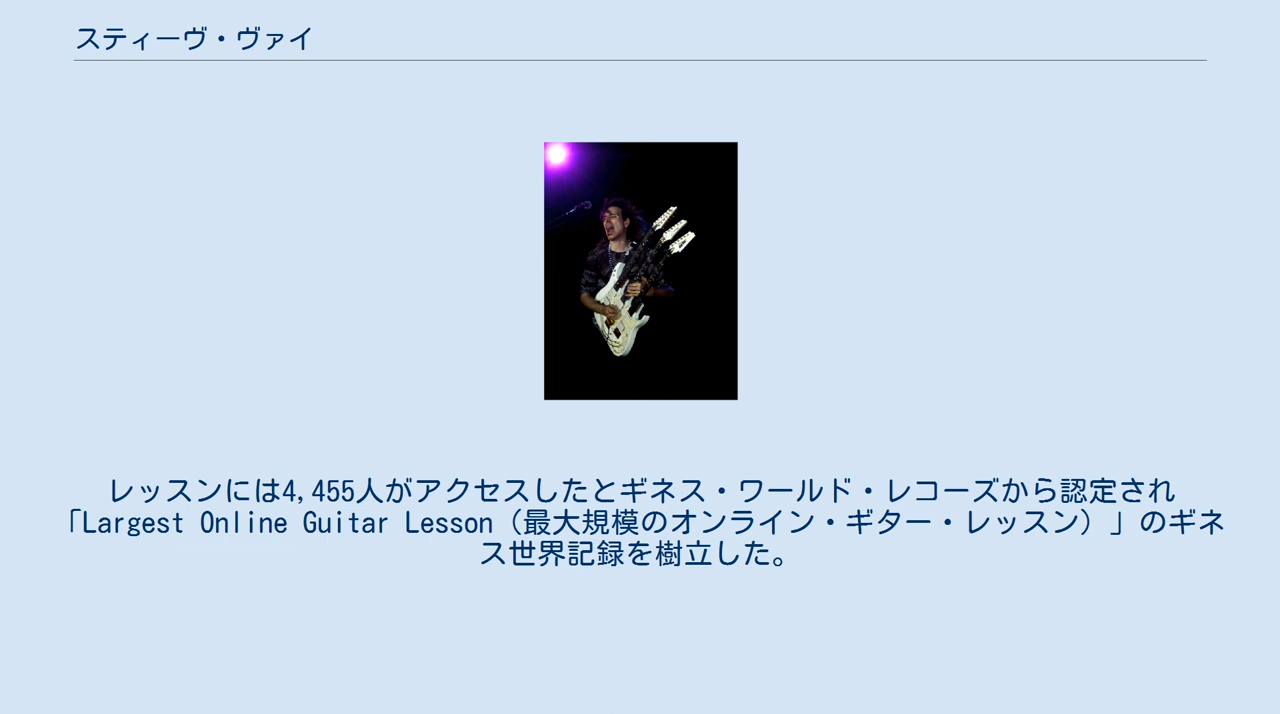 スティーヴ・ヴァイ
レッスンには4,455人がアクセスしたとギネス・ワールド・レコーズから認定され
「Largest Online Guitar Lesson（最大規模のオンライン・ギター・レッスン）」のギネ
ス世界記録を樹立した。